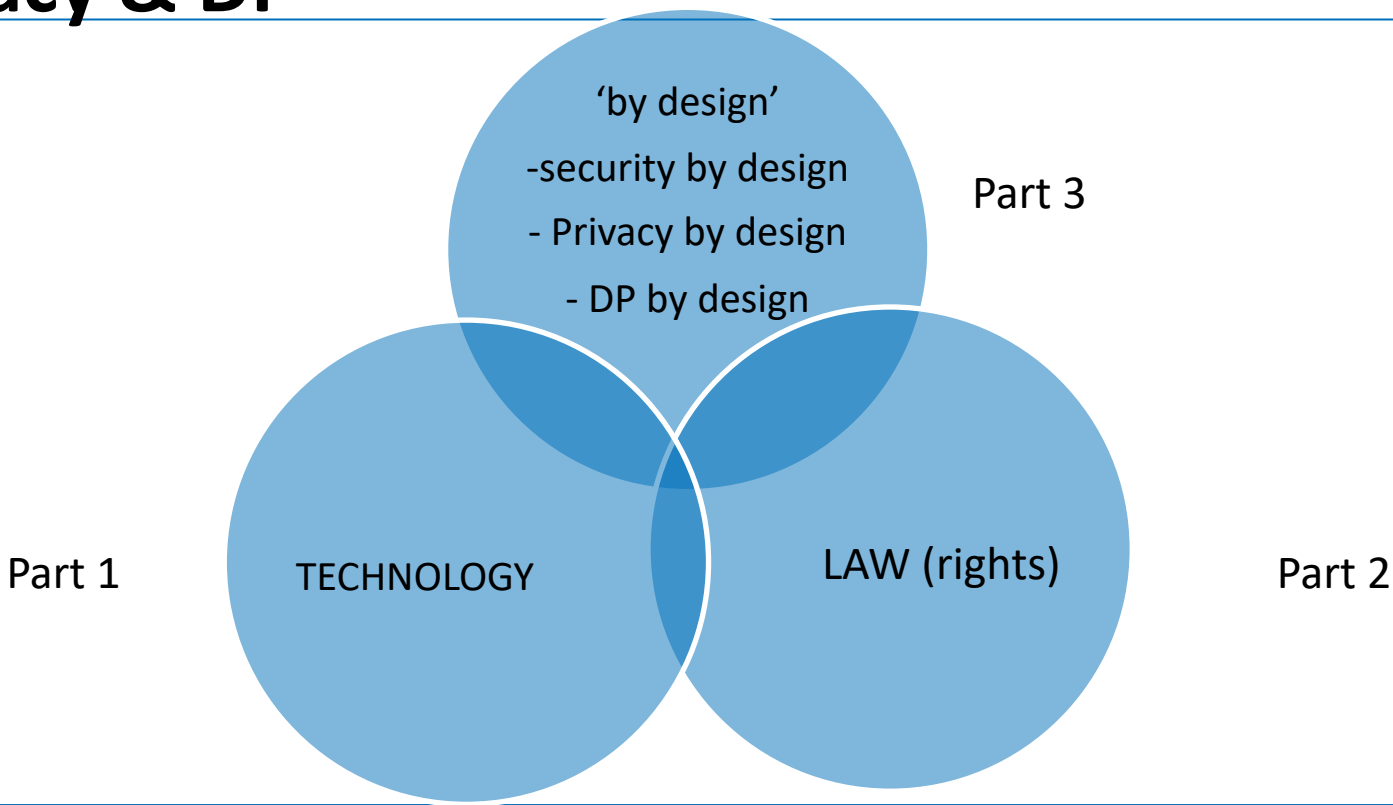 ‘by design’
-security by design
- Privacy by design
- DP by design
Part 3
Part 1
TECHNOLOGY
LAW (rights)
Part 2